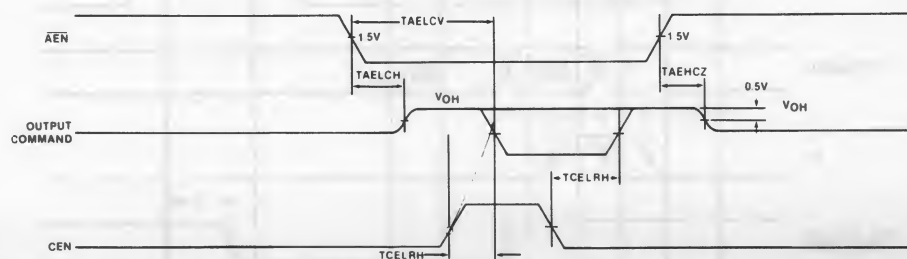 TAELCV
AEN
1.5V
1.5V
TAELCH
TAEHCZ
0.5V
VOH
VOH
OUTPUT
COMMAND
TCELRH
CEN
TCELRH